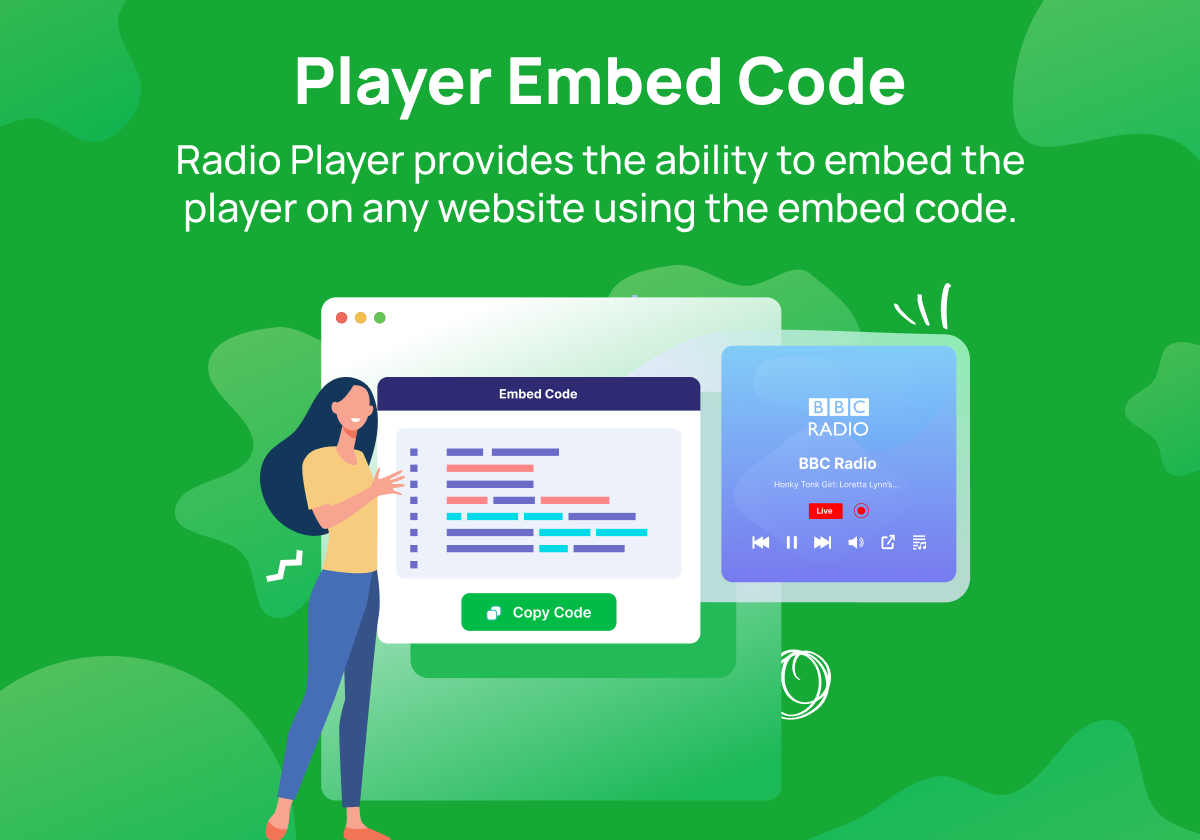 Player Embed Code
Radio Player provides the ability to embed the
player on any website using the embed code.
Embed Code
Copy Code
BBC
RADIO
BBC Radio
Honky Tonk Girl: Loretta Lynn's...
Live